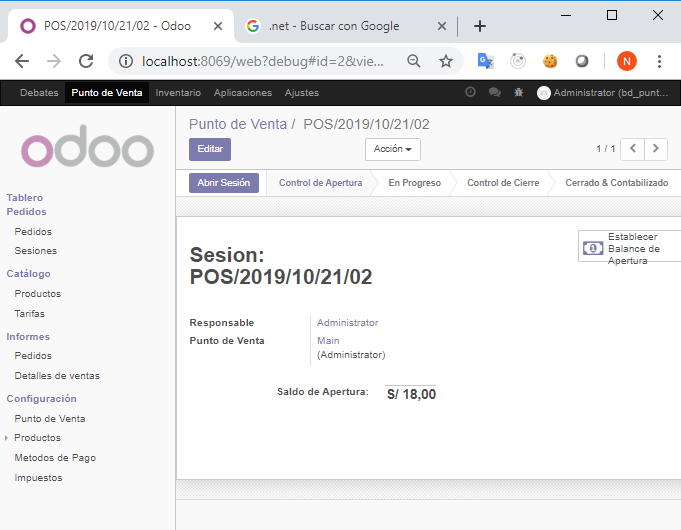 POS/2019/10/21/02 - Odoo
.net - Buscar con Google
localhost:8069/web?debug#id=2&vie...
N
Debates Punto de Venta Inventario Aplicaciones Ajustes Administrator (bd_punt...
odoo
Punto de Venta / POS/2019/10/21/02
Editar Acción 1 / 1
Abrir Sesión Control de Apertura En Progreso Control de Cierre Cerrado & Contabilizado
Tablero
Pedidos
Pedidos
Sesiones
Catálogo
Productos
Tarifas
Informes
Pedidos
Detalles de ventas
Configuración
Punto de Venta
Productos
Metodos de Pago
Impuestos
Establecer
Balance de
Apertura
Sesion:
POS/2019/10/21/02
Responsable Administrator
Punto de Venta Main
(Administrator)
Saldo de Apertura: S/ 18,00